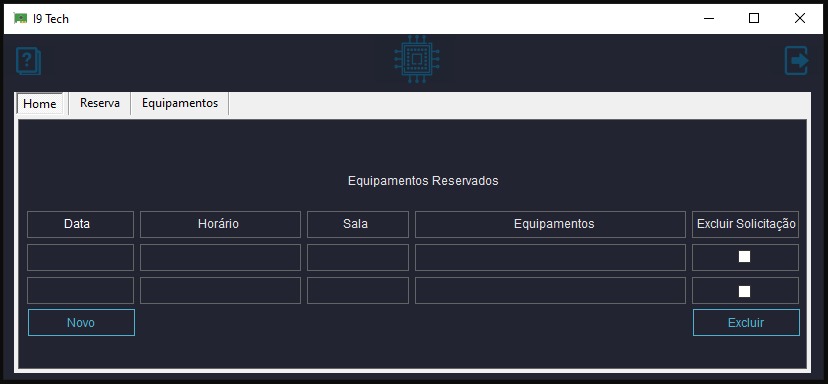 I9 Tech
?
Home Reserva Equipamentos
Equipamentos Reservados
Data Horário Sala Equipamentos Excluir Solicitação
Novo Excluir